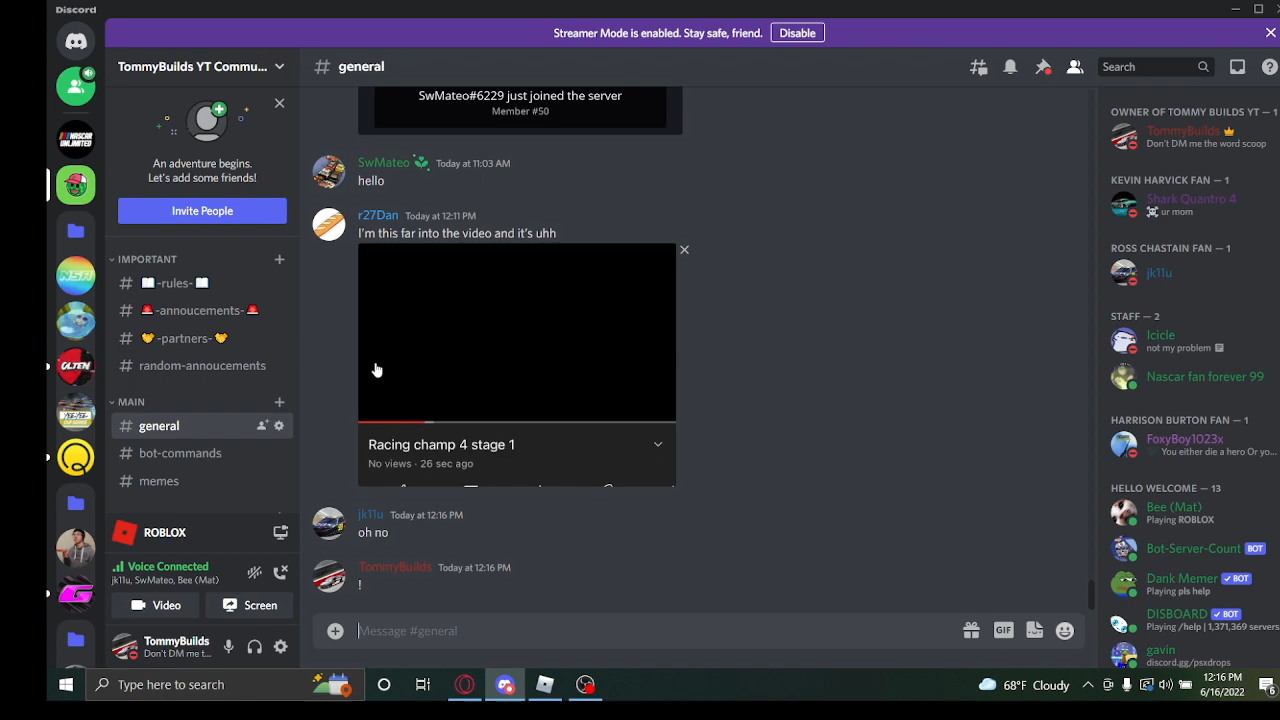 Discord
Streamer Mode is enabled. Stay safe, friend. Disable
TommyBuilds YT Commu...
# general
Search
An adventure begins.
Let's add some friends!
Invite People
IMPORTANT
# 📖-rules-📖
# 🚨-annoucements-🚨
# 🤝-partners-🤝
# random-annoucements
MAIN
# general
# bot-commands
# memes
ROBLOX
Voice Connected
jk11u, SwMateo, Bee (Mat)
Video
Screen
TommyBuilds
Don't DM me t...
SwMateo#6229 just joined the server
Member #50
SwMateo Today at 11:03 AM
hello
r27Dan Today at 12:11 PM
I'm this far into the video and it's uhh
Racing champ 4 stage 1
No views · 26 sec ago
jk11u Today at 12:16 PM
oh no
TommyBuilds Today at 12:16 PM
!
Message #general
GIF
OWNER OF TOMMY BUILDS YT — 1
TommyBuilds
Don't DM me the word scoop
KEVIN HARVICK FAN — 1
Shark Quantro 4
☠️ ur mom
ROSS CHASTAIN FAN — 1
jk11u
STAFF — 2
Icicle
not my problem
Nascar fan forever 99
HARRISON BURTON FAN — 1
FoxyBoy1023x
You either die a hero Or yo...
HELLO WELCOME — 13
Bee (Mat)
Playing ROBLOX
Bot-Server-Count BOT
Dank Memer ✓ BOT
Playing pls help
DISBOARD ✓ BOT
Playing /help | 1,371,369 servers
gavin
discord.gg/psxdrops
NASCAR
UNLIMITED
NSA
OLTEN
Type here to search
68°F Cloudy
12:16 PM
6/16/2022
6